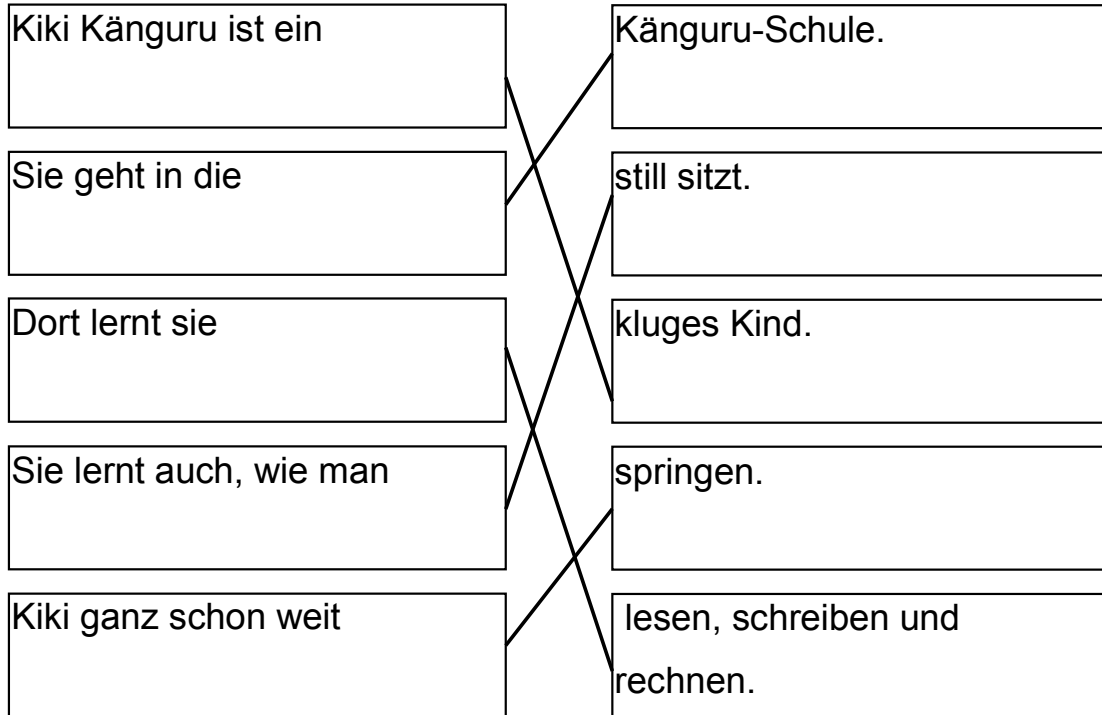 Kiki Känguru ist ein
Känguru-Schule.
Sie geht in die
still sitzt.
Dort lernt sie
kluges Kind.
Sie lernt auch, wie man
springen.
Kiki ganz schon weit
lesen, schreiben und
rechnen.